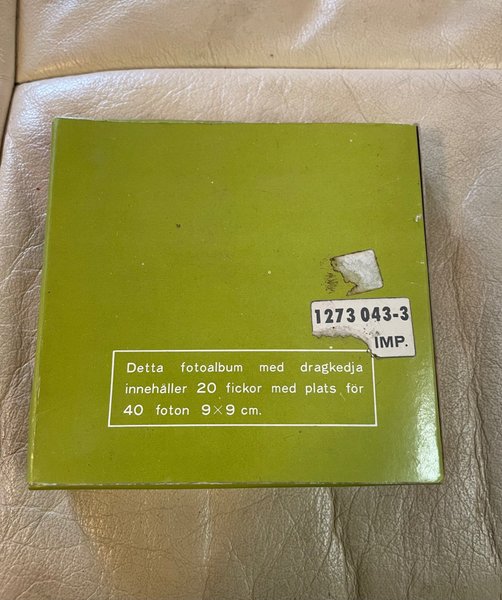 1273 043-3
IMP.
Detta fotoalbum med dragkedja
innehåller 20 fickor med plats för
40 foton 9×9 cm.